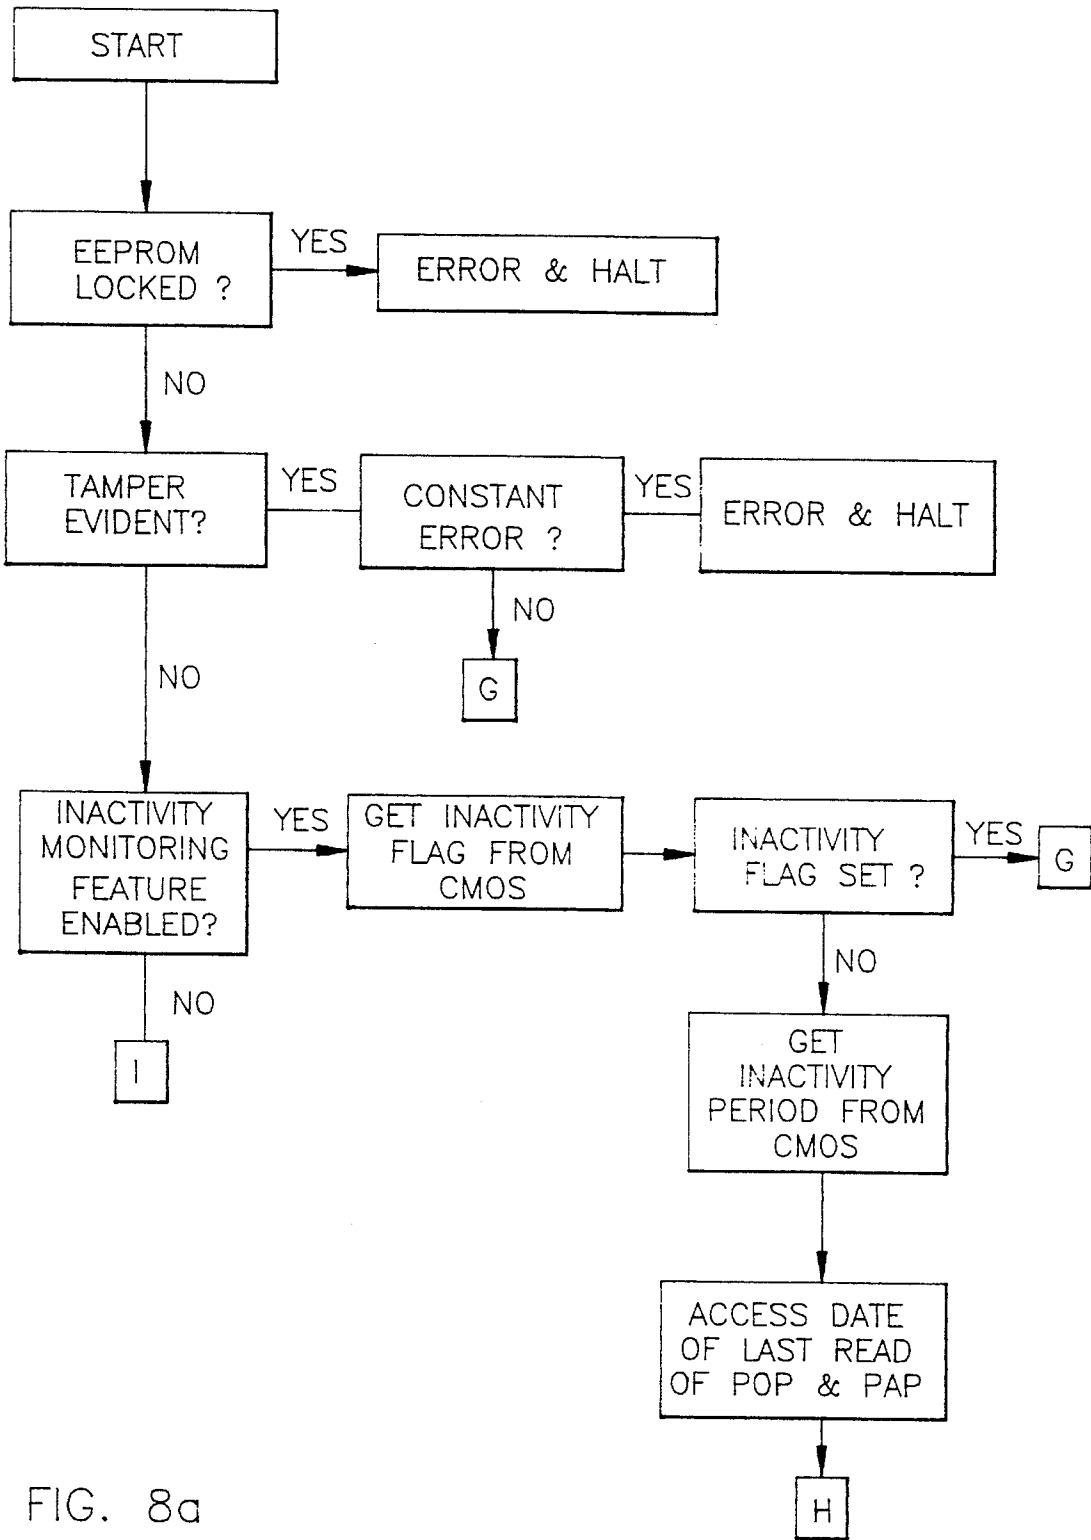 START
EEPROM
LOCKED ?
YES
ERROR & HALT
NO
TAMPER
EVIDENT?
YES
CONSTANT
ERROR ?
YES
ERROR & HALT
NO
G
NO
INACTIVITY
MONITORING
FEATURE
ENABLED?
YES
GET INACTIVITY
FLAG FROM
CMOS
INACTIVITY
FLAG SET ?
YES
G
NO
I
NO
GET
INACTIVITY
PERIOD FROM
CMOS
ACCESS DATE
OF LAST READ
OF POP & PAP
H
FIG. 8a